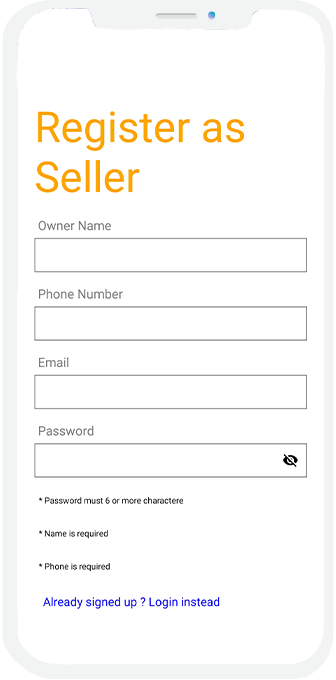 Register as
Seller
Owner Name
Phone Number
Email
Password
* Password must 6 or more charactere
* Name is required
* Phone is required
Already signed up ? Login instead